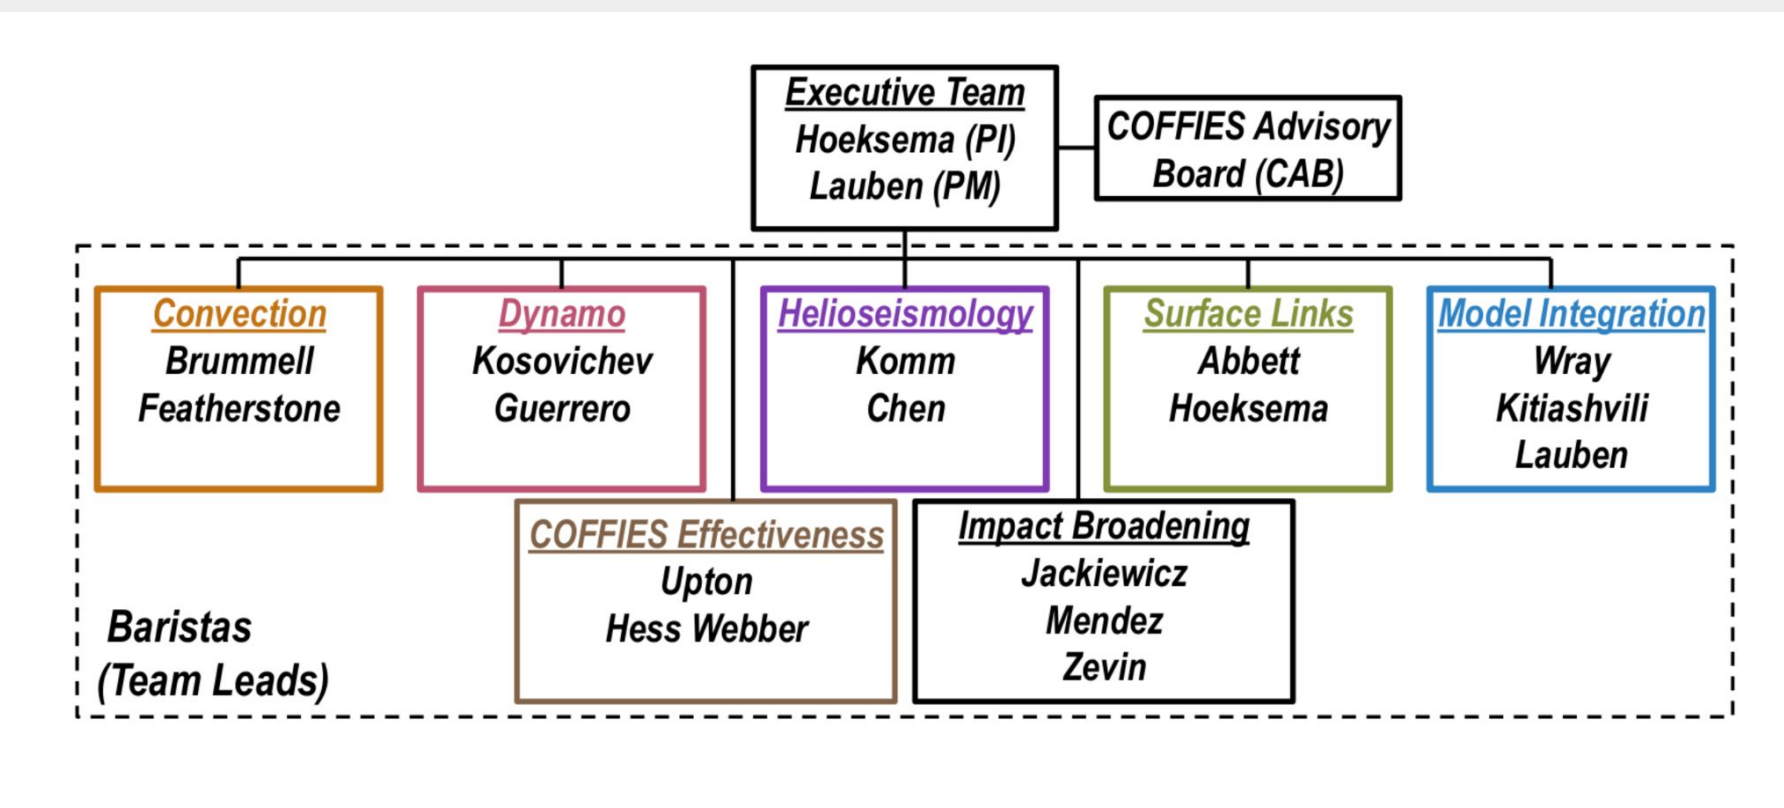 Executive Team
Hoeksema (PI)
Lauben (PM)
COFFIES Advisory
Board (CAB)
Convection
Brummell
Featherstone
Dynamo
Kosovichev
Guerrero
Helioseismology
Komm
Chen
Surface Links
Abbett
Hoeksema
Model Integration
Wray
Kitiashvili
Lauben
COFFIES Effectiveness
Upton
Hess Webber
Impact Broadening
Jackiewicz
Mendez
Zevin
Baristas
(Team Leads)